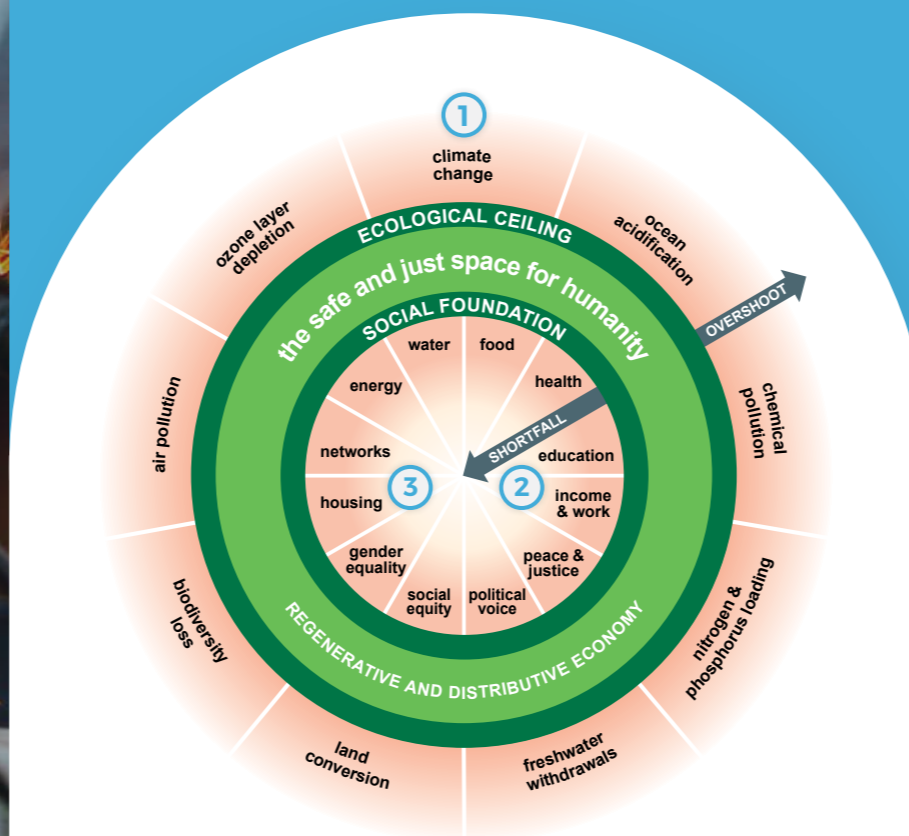 1
climate
change
ocean
acidification
OVERSHOOT
chemical
pollution
nitrogen &
phosphorus loading
freshwater
withdrawals
land
conversion
biodiversity
loss
air pollution
ozone layer
depletion
ECOLOGICAL CEILING
the safe and just space for humanity
SOCIAL FOUNDATION
water
food
health
SHORTFALL
education
2
income
& work
peace &
justice
political
voice
social
equity
gender
equality
housing
3
networks
energy
REGENERATIVE AND DISTRIBUTIVE ECONOMY